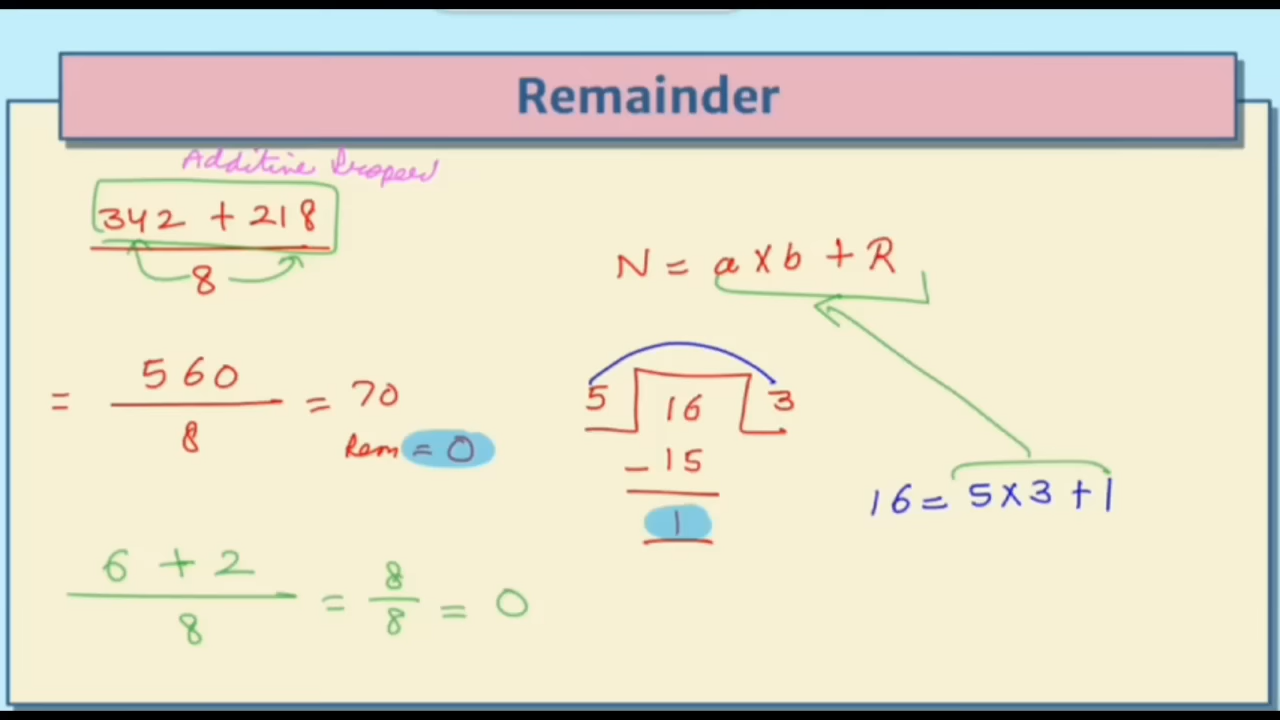 Remainder
Additive
342 + 218
8
= 560 = 70
8
Rem = 0
6 + 2 = 8 = 0
8 8
N = a × b + R
5 16 3
- 15
1
16 = 5 × 3 + 1